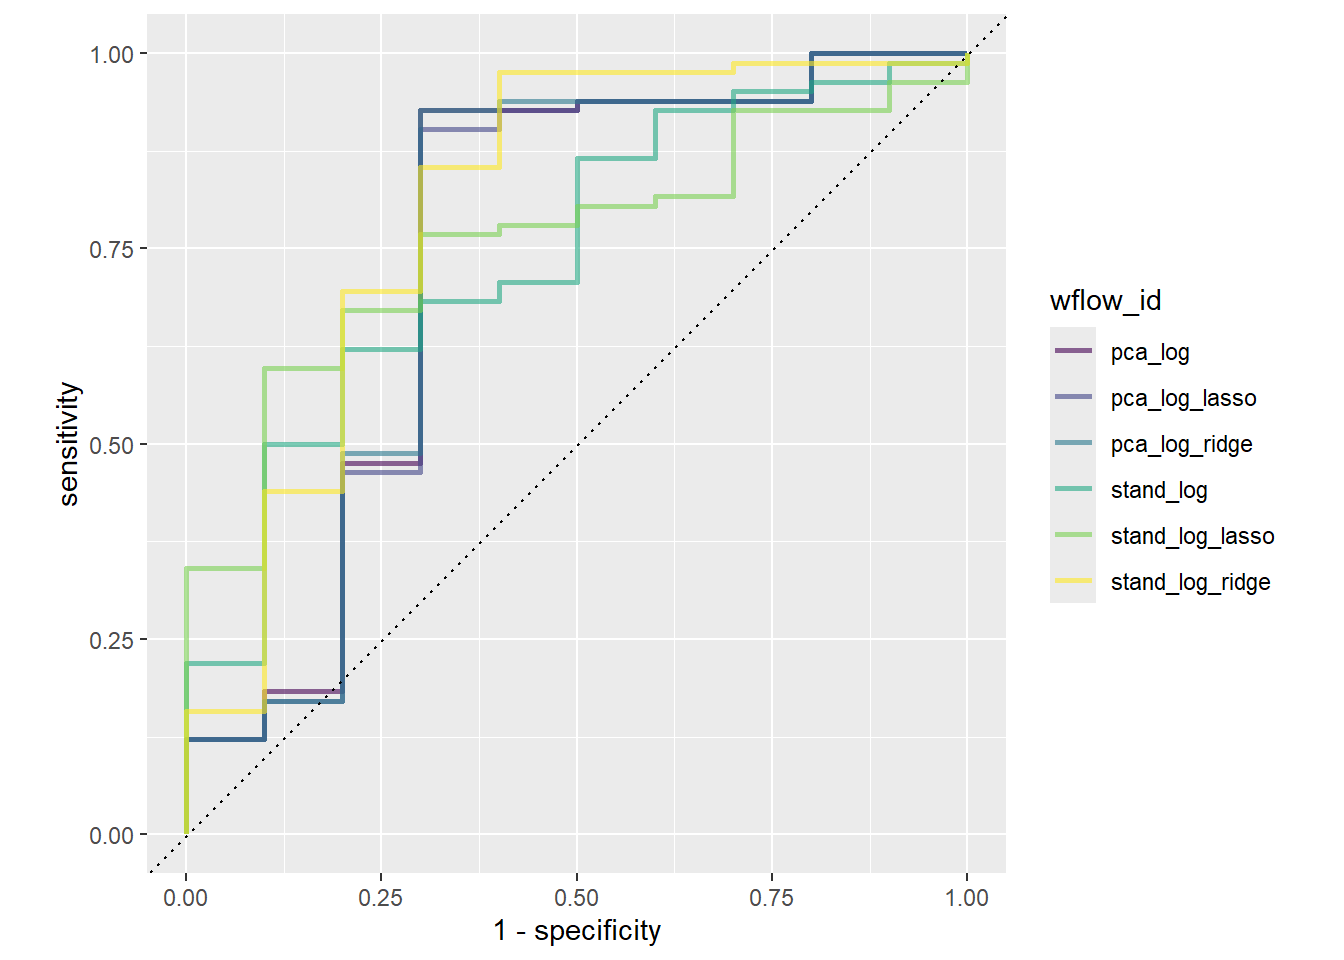 1.00
0.75
0.50
0.25
0.00
sensitivity
0.00 0.25 0.50 0.75 1.00
1 - specificity
wflow_id
pca_log
pca_log_lasso
pca_log_ridge
stand_log
stand_log_lasso
stand_log_ridge